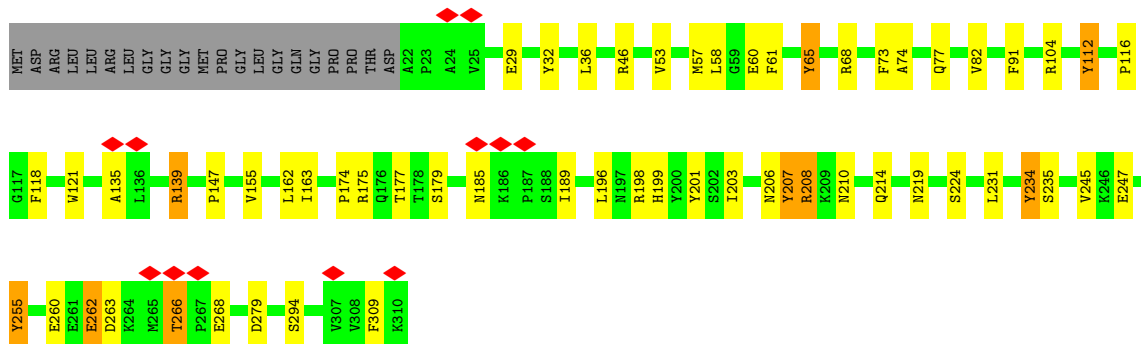 MET ASP ARG LEU LEU ARG LEU GLY GLY GLY MET PRO GLY LEU GLY GLN GLY PRO PRO THR ASP A22 P23 A24 V25 E29 Y32 L36 R46 V53 M57 L58 G59 E60 F61 Y65 R68 F73 A74 Q77 V82 F91 R104 Y112 P116
G117 F118 W121 A135 L136 R139 P147 V155 L162 I163 P174 R175 Q176 T177 T178 S179 N185 K186 P187 S188 I189 L196 N197 R198 H199 Y200 Y201 S202 I203 N206 Y207 R208 K209 N210 Q214 N219 S224 L231 Y234 S235 V245 K246 E247
Y255 E260 E261 E262 D263 K264 M265 T266 P267 E268 D279 S294 V307 V308 F309 K310